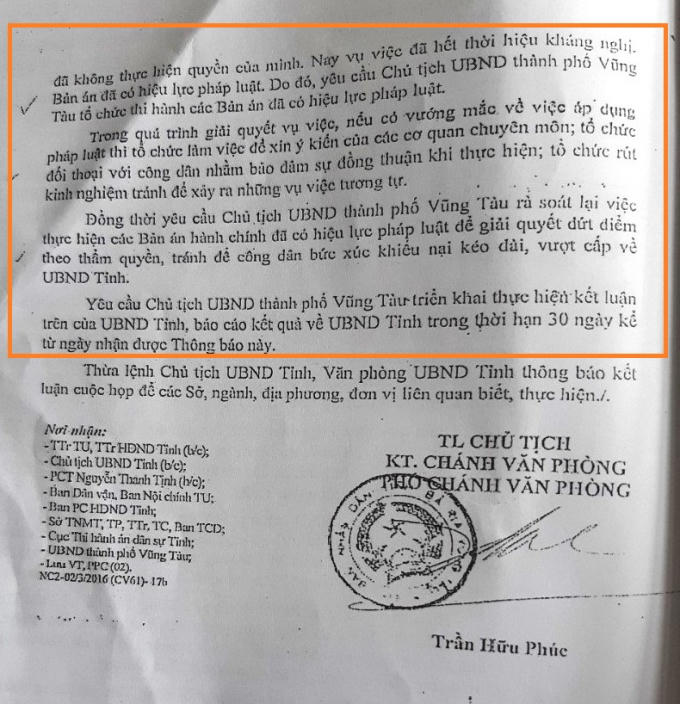 đã không thực hiện quyền của mình. Nay vụ việc đã hết thời hiệu kháng nghị.
Bản án đã có hiệu lực pháp luật. Do đó, yêu cầu Chủ tịch UBND thành phố Vũng
Tàu tổ chức thi hành các Bản án đã có hiệu lực pháp luật.
Trong quá trình giải quyết vụ việc, nếu có vướng mắc về việc áp dụng
pháp luật thì tổ chức làm việc để xin ý kiến của các cơ quan chuyên môn; tổ chức
đối thoại với công dân nhằm bảo đảm sự đồng thuận khi thực hiện; tổ chức rút
kinh nghiệm tránh để xảy ra những vụ việc tương tự.
Đồng thời yêu cầu Chủ tịch UBND thành phố Vũng Tàu rà soát lại việc
thực hiện các Bản án hành chính đã có hiệu lực pháp luật để giải quyết dứt điểm
theo thẩm quyền, tránh để công dân bức xúc khiếu nại kéo dài, vượt cấp về
UBND Tỉnh.
Yêu cầu Chủ tịch UBND thành phố Vũng Tàu triển khai thực hiện kết luận
trên của UBND Tỉnh, báo cáo kết quả về UBND Tỉnh trong thời hạn 30 ngày kể
từ ngày nhận được Thông báo này.
Thừa lệnh Chủ tịch UBND Tỉnh, Văn phòng UBND Tỉnh thông báo kết
luận cuộc họp để các Sở, ngành, địa phương, đơn vị liên quan biết, thực hiện./.
Nơi nhận:
- TTr TU, TTr HĐND Tỉnh (b/c);
- Chủ tịch UBND Tỉnh (b/c);
- PCT Nguyễn Thanh Tịnh (b/c);
- Ban Dân vận, Ban Nội chính TU;
- Ban PC HĐND Tỉnh;
- Sở TNMT, TP, TTr, TC, Ban TCD;
- Cục Thi hành án dân sự Tỉnh;
- UBND thành phố Vũng Tàu;
- Lưu VT, PPC (02).
NC2-02/3/2016 (CV61)- 17b
TL CHỦ TỊCH
KT. CHÁNH VĂN PHÒNG
PHÓ CHÁNH VĂN PHÒNG
Trần Hữu Phúc